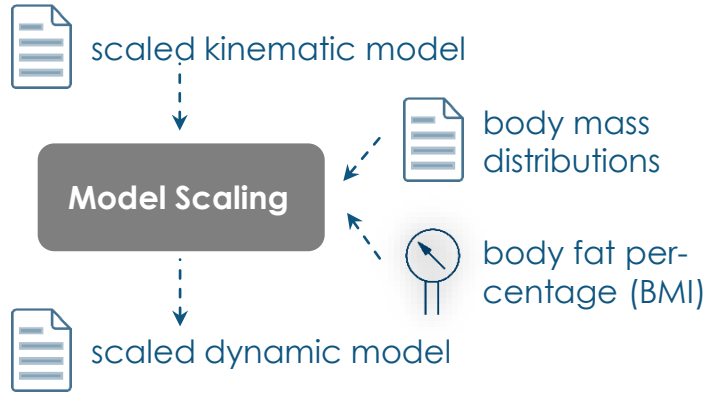 scaled kinematic model
body mass
distributions
Model Scaling
body fat per-
centage (BMI)
scaled dynamic model